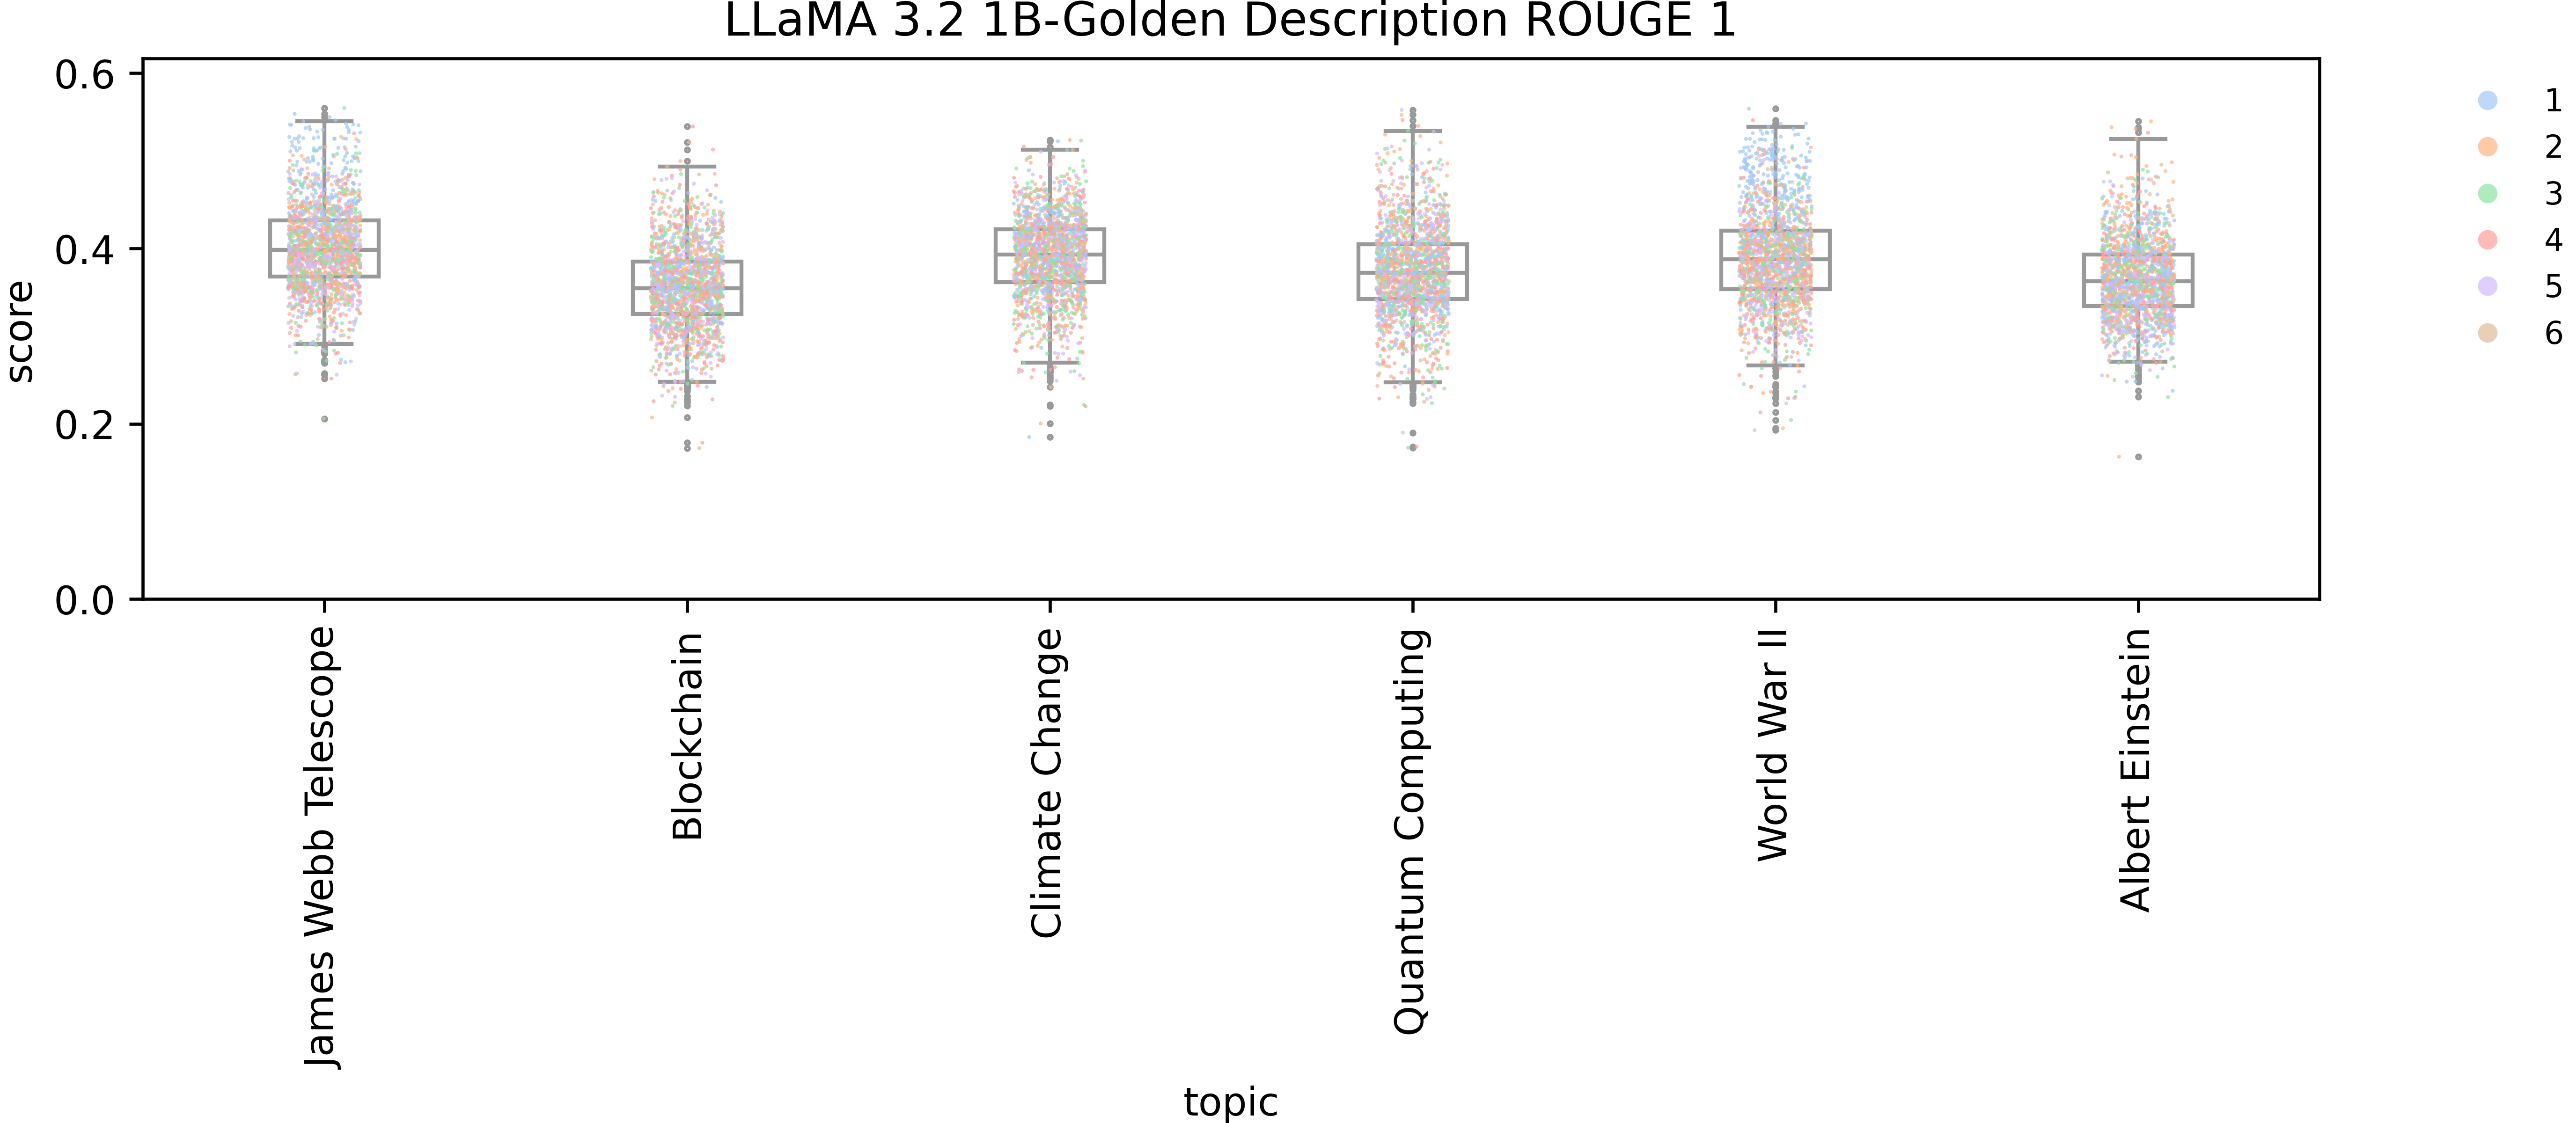 LLaMA 3.2 1B-Golden Description ROUGE 1
0.6
0.4
0.2
0.0
score
James Webb Telescope
Blockchain
Climate Change
Quantum Computing
World War II
Albert Einstein
topic
1
2
3
4
5
6